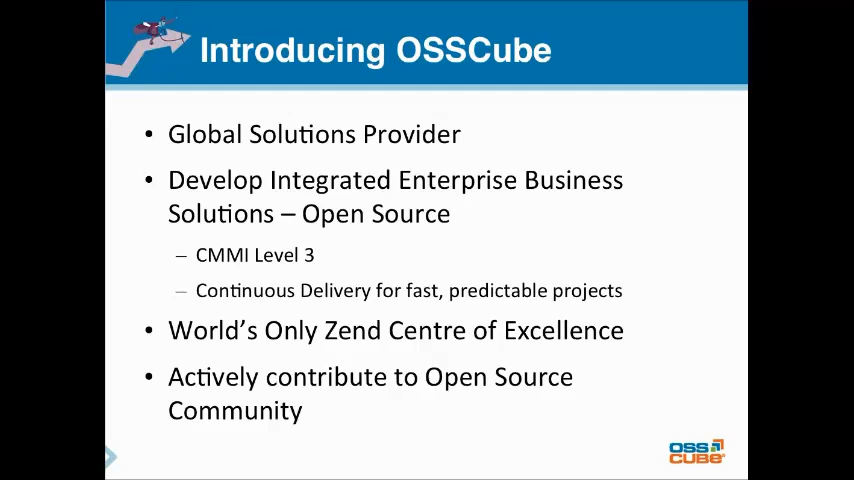 Introducing OSSCube
• Global Solutions Provider
• Develop Integrated Enterprise Business
Solutions – Open Source
– CMMI Level 3
– Continuous Delivery for fast, predictable projects
• World's Only Zend Centre of Excellence
• Actively contribute to Open Source
Community
OSS
CUBE